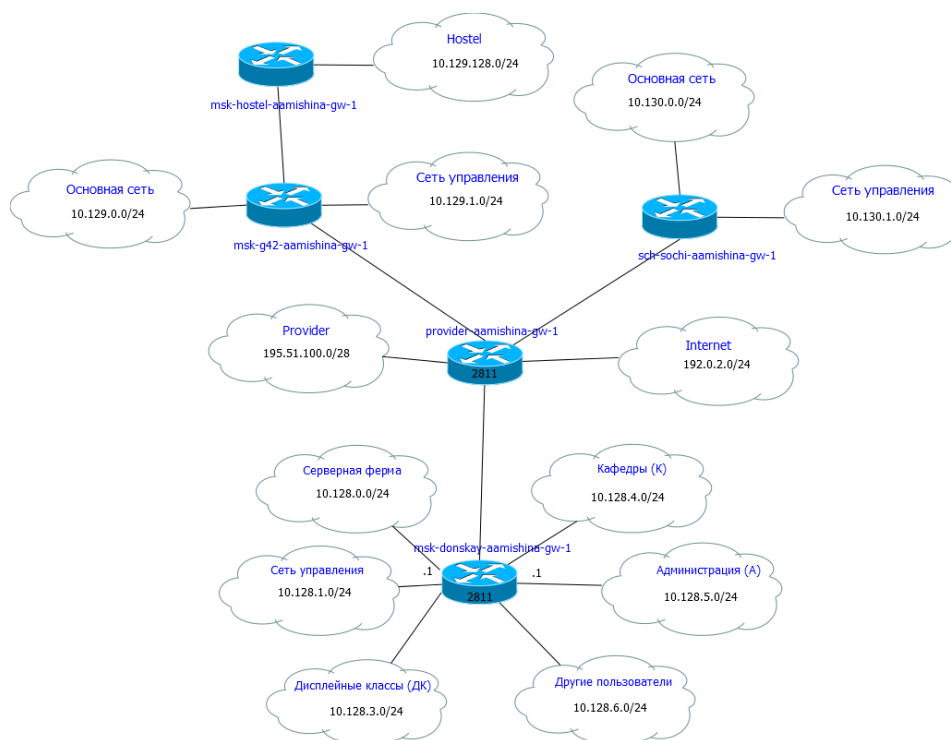 Hostel
10.129.128.0/24
msk-hostel-aamishina-gw-1
Основная сеть
10.130.0.0/24
Основная сеть
10.129.0.0/24
Сеть управления
10.129.1.0/24
msk-g42-aamishina-gw-1
Сеть управления
10.130.1.0/24
sch-sochi-aamishina-gw-1
Provider
195.51.100.0/28
provider-aamishina-gw-1
2811
Internet
192.0.2.0/24
Серверная ферма
10.128.0.0/24
Кафедры (К)
10.128.4.0/24
msk-donskay-aamishina-gw-1
Сеть управления
10.128.1.0/24
.1
2811
.1
Администрация (А)
10.128.5.0/24
Дисплейные классы (ДК)
10.128.3.0/24
Другие пользователи
10.128.6.0/24